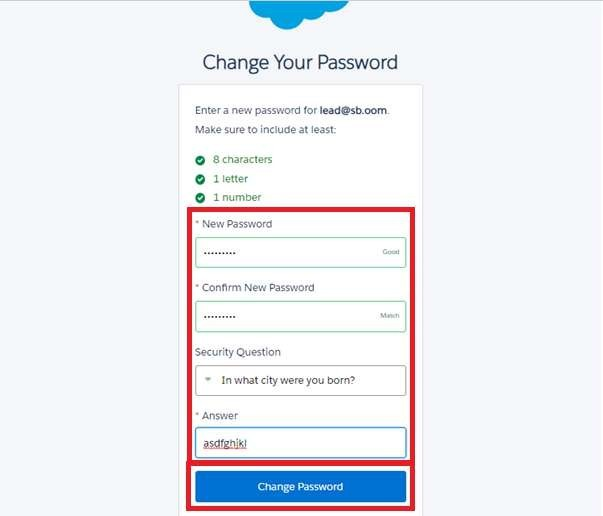 Change Your Password
Enter a new password for lead@sb.oom.
Make sure to include at least:
8 characters
1 letter
1 number
* New Password
•••••••••
Good
* Confirm New Password
•••••••••
Match
Security Question
In what city were you born?
* Answer
asdfghjkl
Change Password